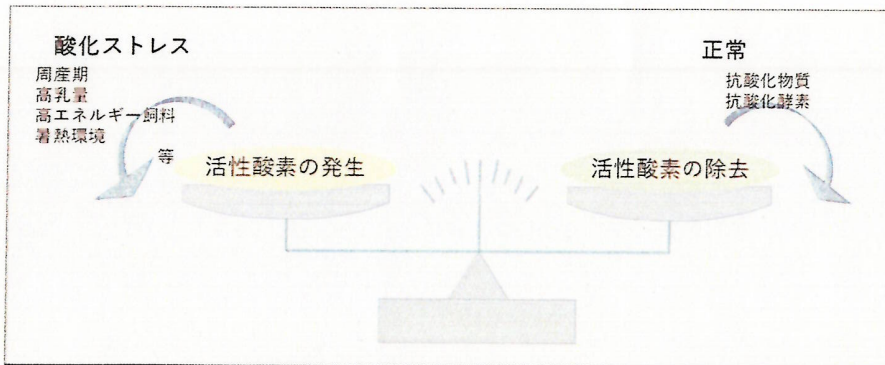 酸化ストレス
周産期
高乳量
高エネルギー飼料
暑熱環境
等
活性酸素の発生
正常
抗酸化物質
抗酸化酵素
活性酸素の除去